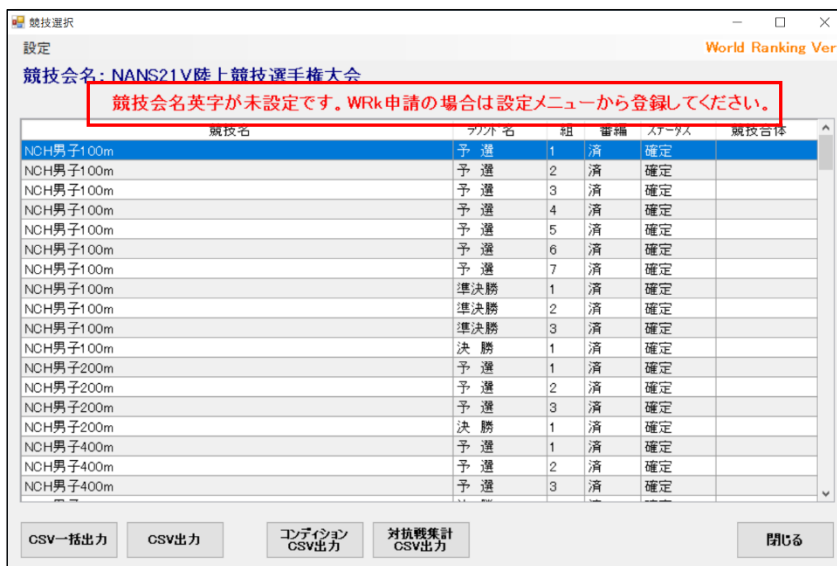 競技選択
設定
World Ranking Ver
競技会名: NANS21V陸上競技選手権大会
競技会名英字が未設定です。WRk申請の場合は設定メニューから登録してください。
競技名 ラウンド名 組 番編 ステータス 競技合体
NCH男子100m 予 選 1 済 確定
NCH男子100m 予 選 2 済 確定
NCH男子100m 予 選 3 済 確定
NCH男子100m 予 選 4 済 確定
NCH男子100m 予 選 5 済 確定
NCH男子100m 予 選 6 済 確定
NCH男子100m 予 選 7 済 確定
NCH男子100m 準決勝 1 済 確定
NCH男子100m 準決勝 2 済 確定
NCH男子100m 準決勝 3 済 確定
NCH男子100m 決 勝 1 済 確定
NCH男子200m 予 選 1 済 確定
NCH男子200m 予 選 2 済 確定
NCH男子200m 予 選 3 済 確定
NCH男子200m 決 勝 1 済 確定
NCH男子400m 予 選 1 済 確定
NCH男子400m 予 選 2 済 確定
NCH男子400m 予 選 3 済 確定
CSV一括出力 CSV出力 コンディション 対抗戦集計 閉じる
CSV出力 CSV出力